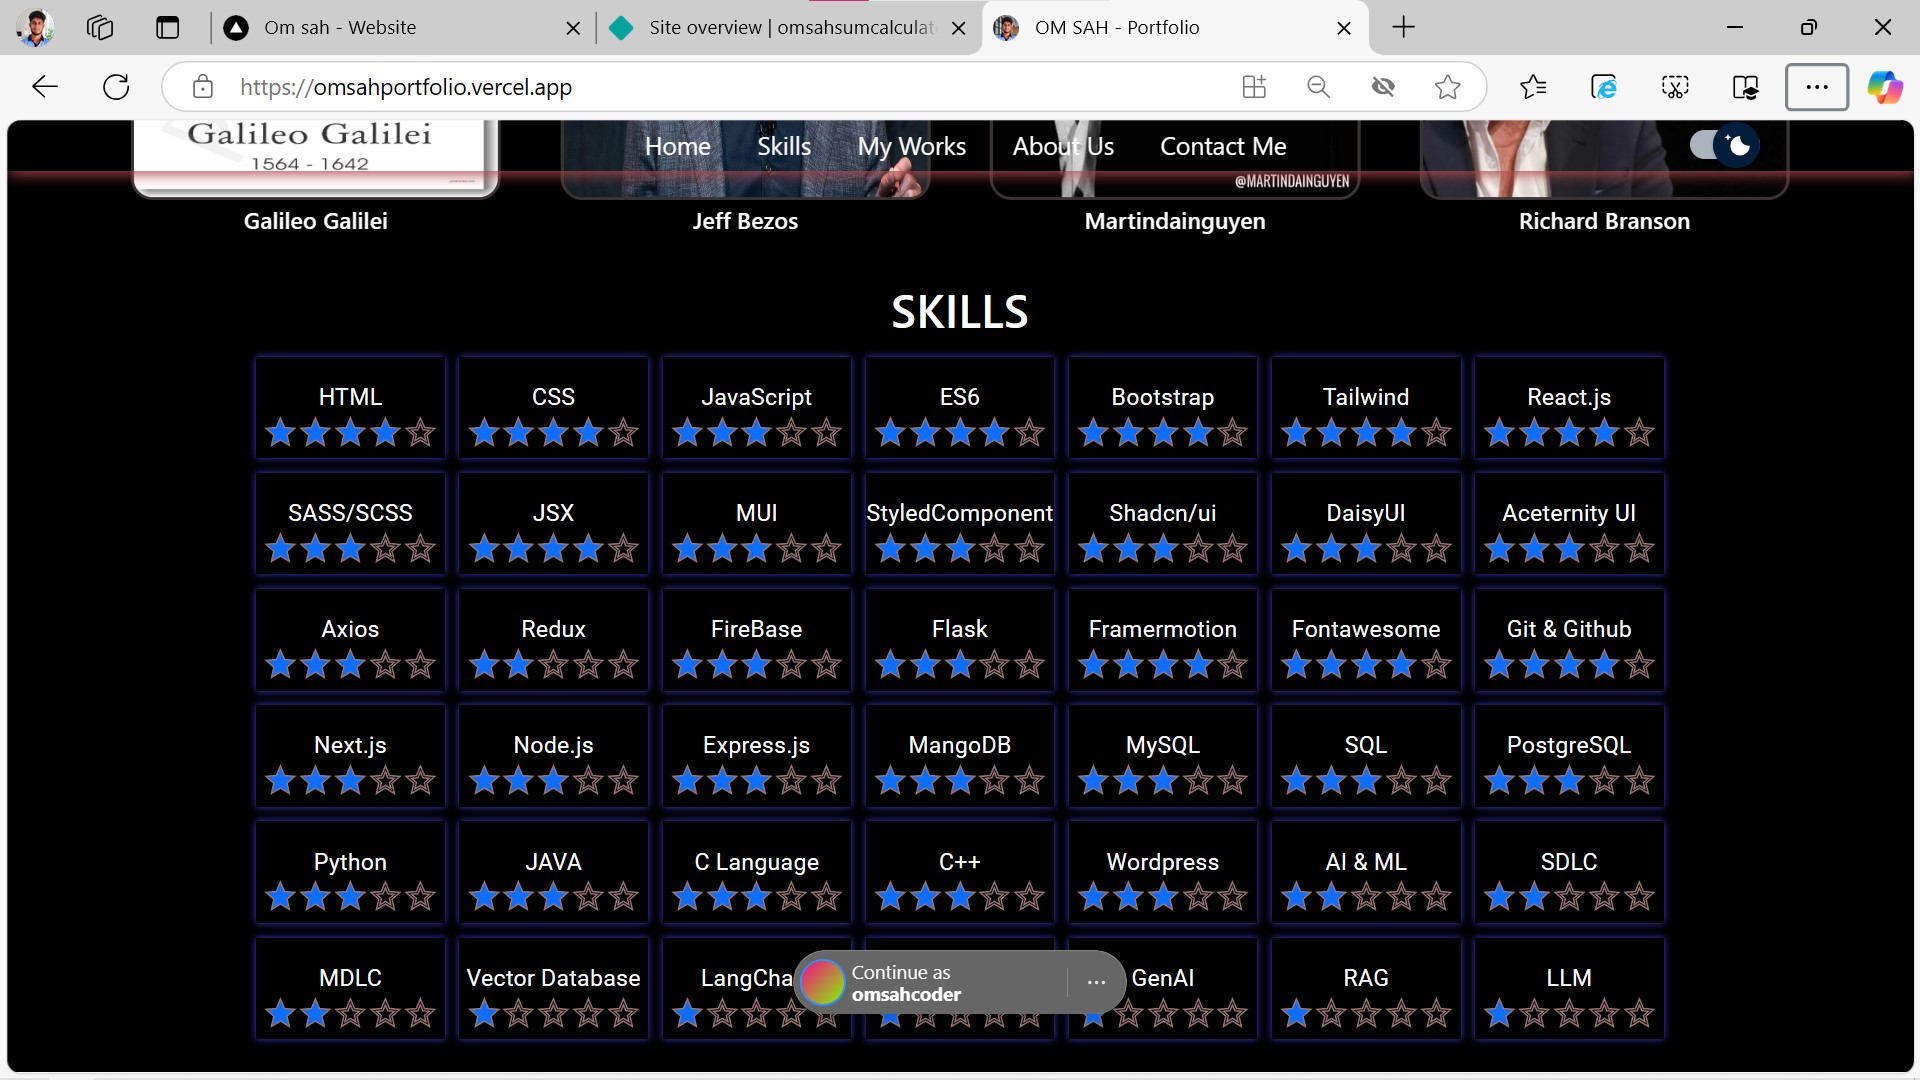 Om sah - Website
Site overview | omsahsumcalculat
OM SAH - Portfolio
https://omsahportfolio.vercel.app
Galileo Galilei
1564 - 1642
Home Skills My Works About Us Contact Me
@MARTINDAINGUYEN
Galileo Galilei Jeff Bezos Martindainguyen Richard Branson
SKILLS
HTML CSS JavaScript ES6 Bootstrap Tailwind React.js
SASS/SCSS JSX MUI StyledComponent Shadcn/ui DaisyUI Aceternity UI
Axios Redux FireBase Flask Framermotion Fontawesome Git & Github
Next.js Node.js Express.js MangoDB MySQL SQL PostgreSQL
Python JAVA C Language C++ Wordpress AI & ML SDLC
MDLC Vector Database LangCha GenAI RAG LLM
Continue as
omsahcoder